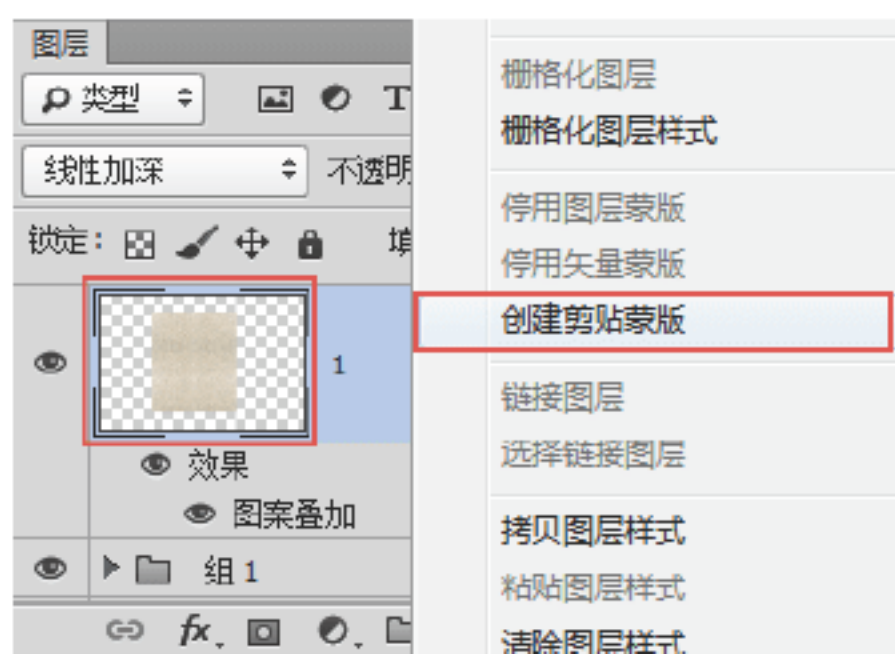 图层
类型
T
线性加深
不透明
锁定：
填
1
效果
图案叠加
组 1
fx
栅格化图层
栅格化图层样式
停用图层蒙版
停用矢量蒙版
创建剪贴蒙版
链接图层
选择链接图层
拷贝图层样式
粘贴图层样式
清除图层样式